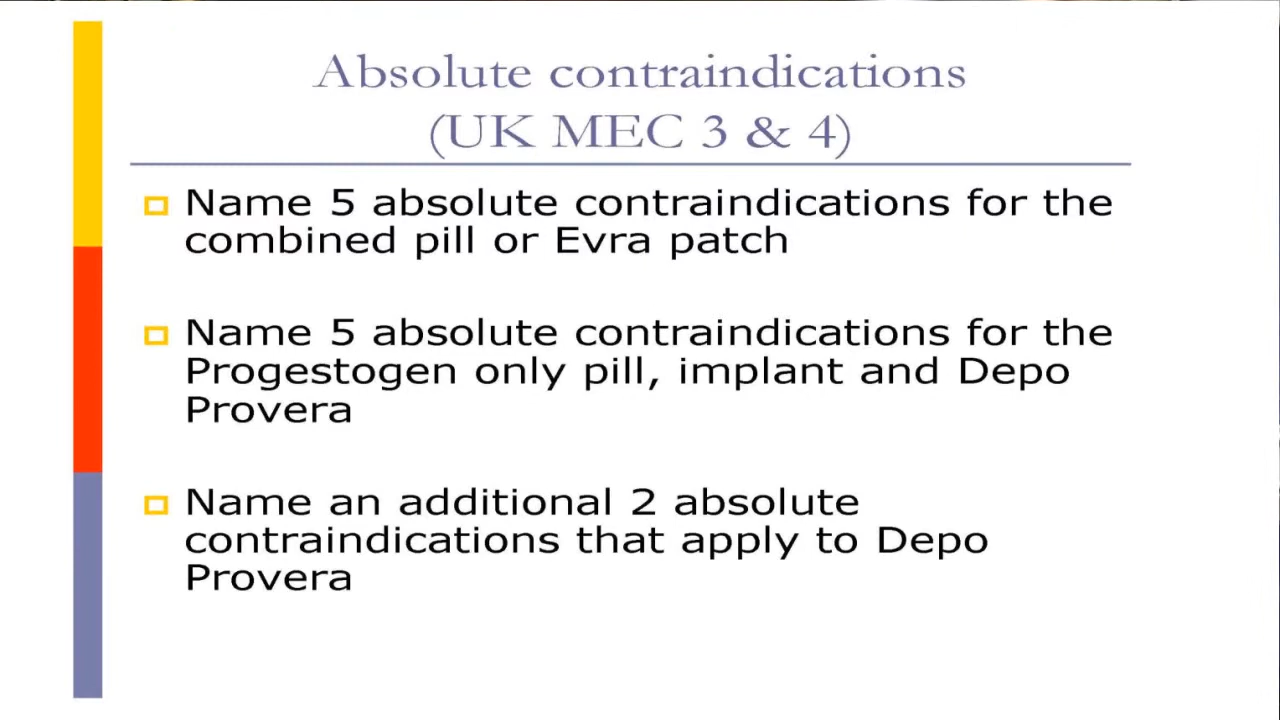 Absolute contraindications
(UK MEC 3 & 4)
Name 5 absolute contraindications for the
combined pill or Evra patch
Name 5 absolute contraindications for the
Progestogen only pill, implant and Depo
Provera
Name an additional 2 absolute
contraindications that apply to Depo
Provera